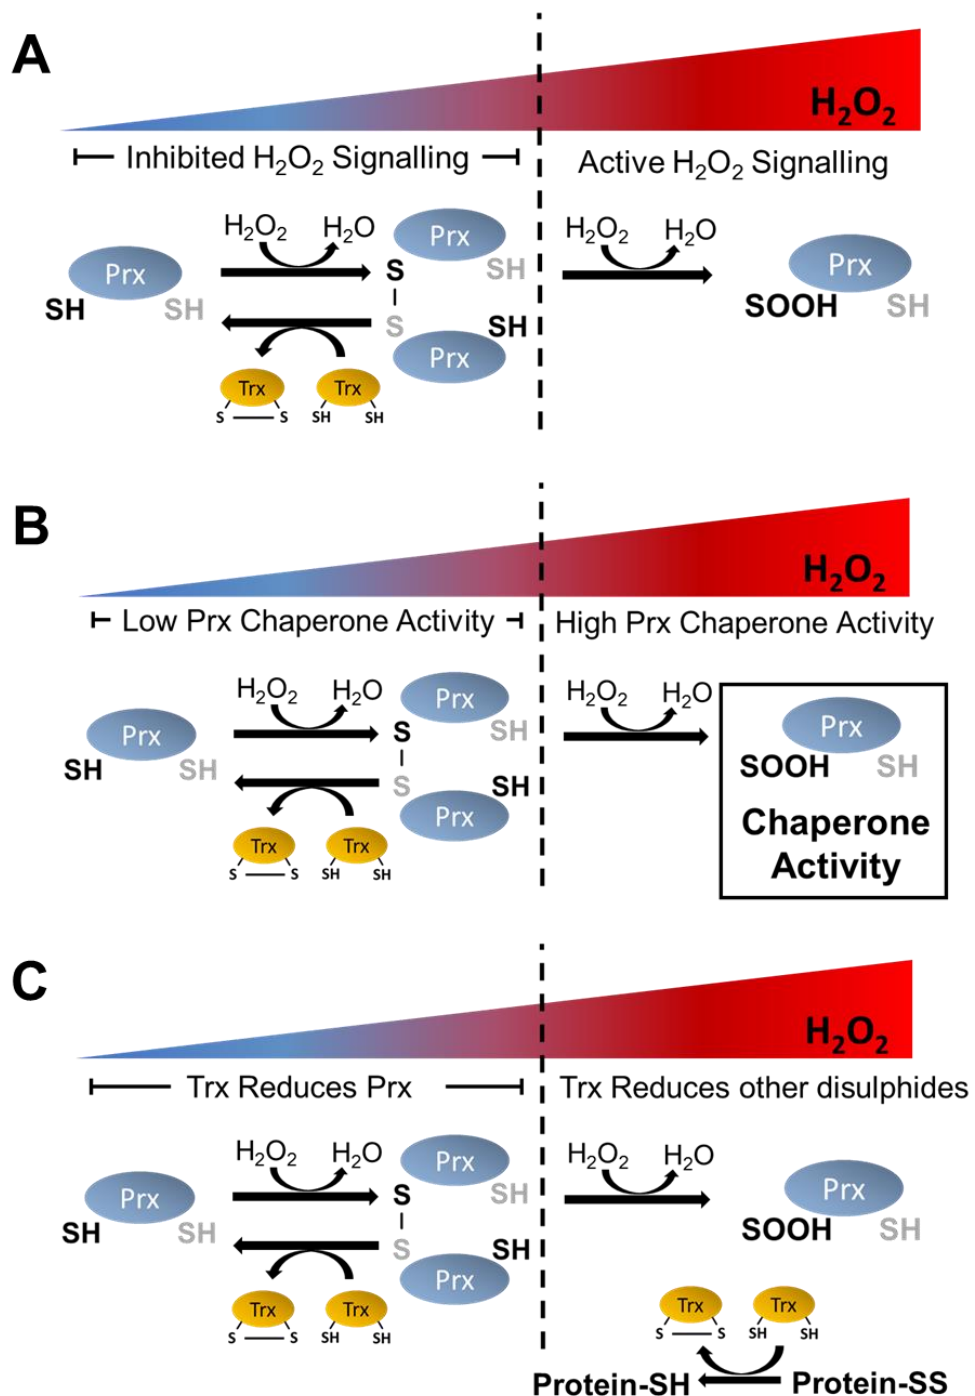 A
H₂O₂
Inhibited H₂O₂ Signalling
Active H₂O₂ Signalling
H₂O₂ H₂O
Prx
SH SH
S
S
Prx
SH
SH
Prx
Trx Trx
S S SH SH
H₂O₂ H₂O
Prx
SOOH SH
B
H₂O₂
Low Prx Chaperone Activity
High Prx Chaperone Activity
H₂O₂ H₂O
Prx
SH SH
S
S
Prx
SH
SH
Prx
Trx Trx
S S SH SH
H₂O₂ H₂O
Prx
SOOH SH
Chaperone
Activity
C
H₂O₂
Trx Reduces Prx
Trx Reduces other disulphides
H₂O₂ H₂O
Prx
SH SH
S
S
Prx
SH
SH
Prx
Trx Trx
S S SH SH
H₂O₂ H₂O
Prx
SOOH SH
Trx Trx
S S SH SH
Protein-SH Protein-SS